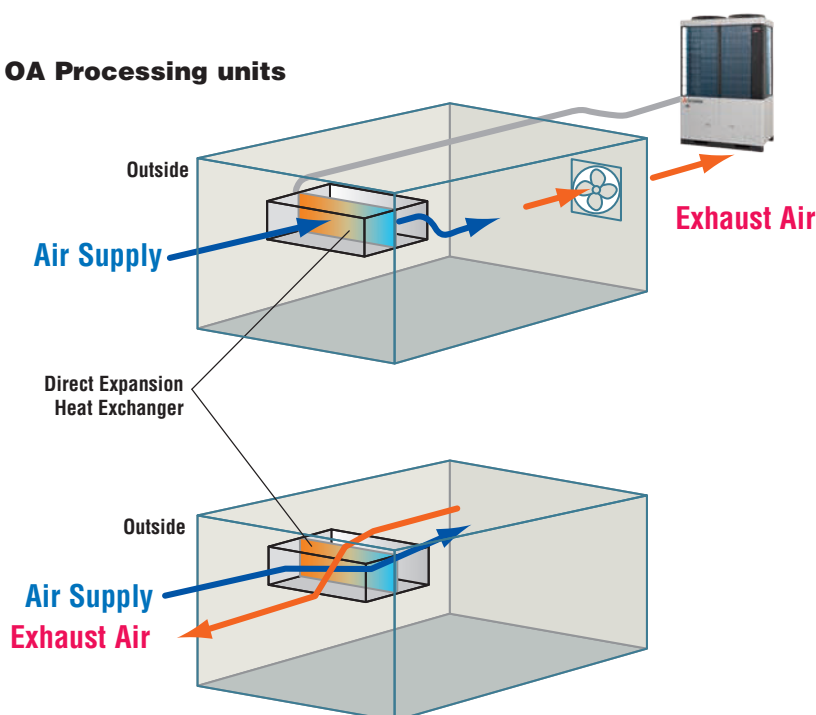 OA Processing units
Outside
Air Supply
Exhaust Air
Direct Expansion
Heat Exchanger
Outside
Air Supply
Exhaust Air